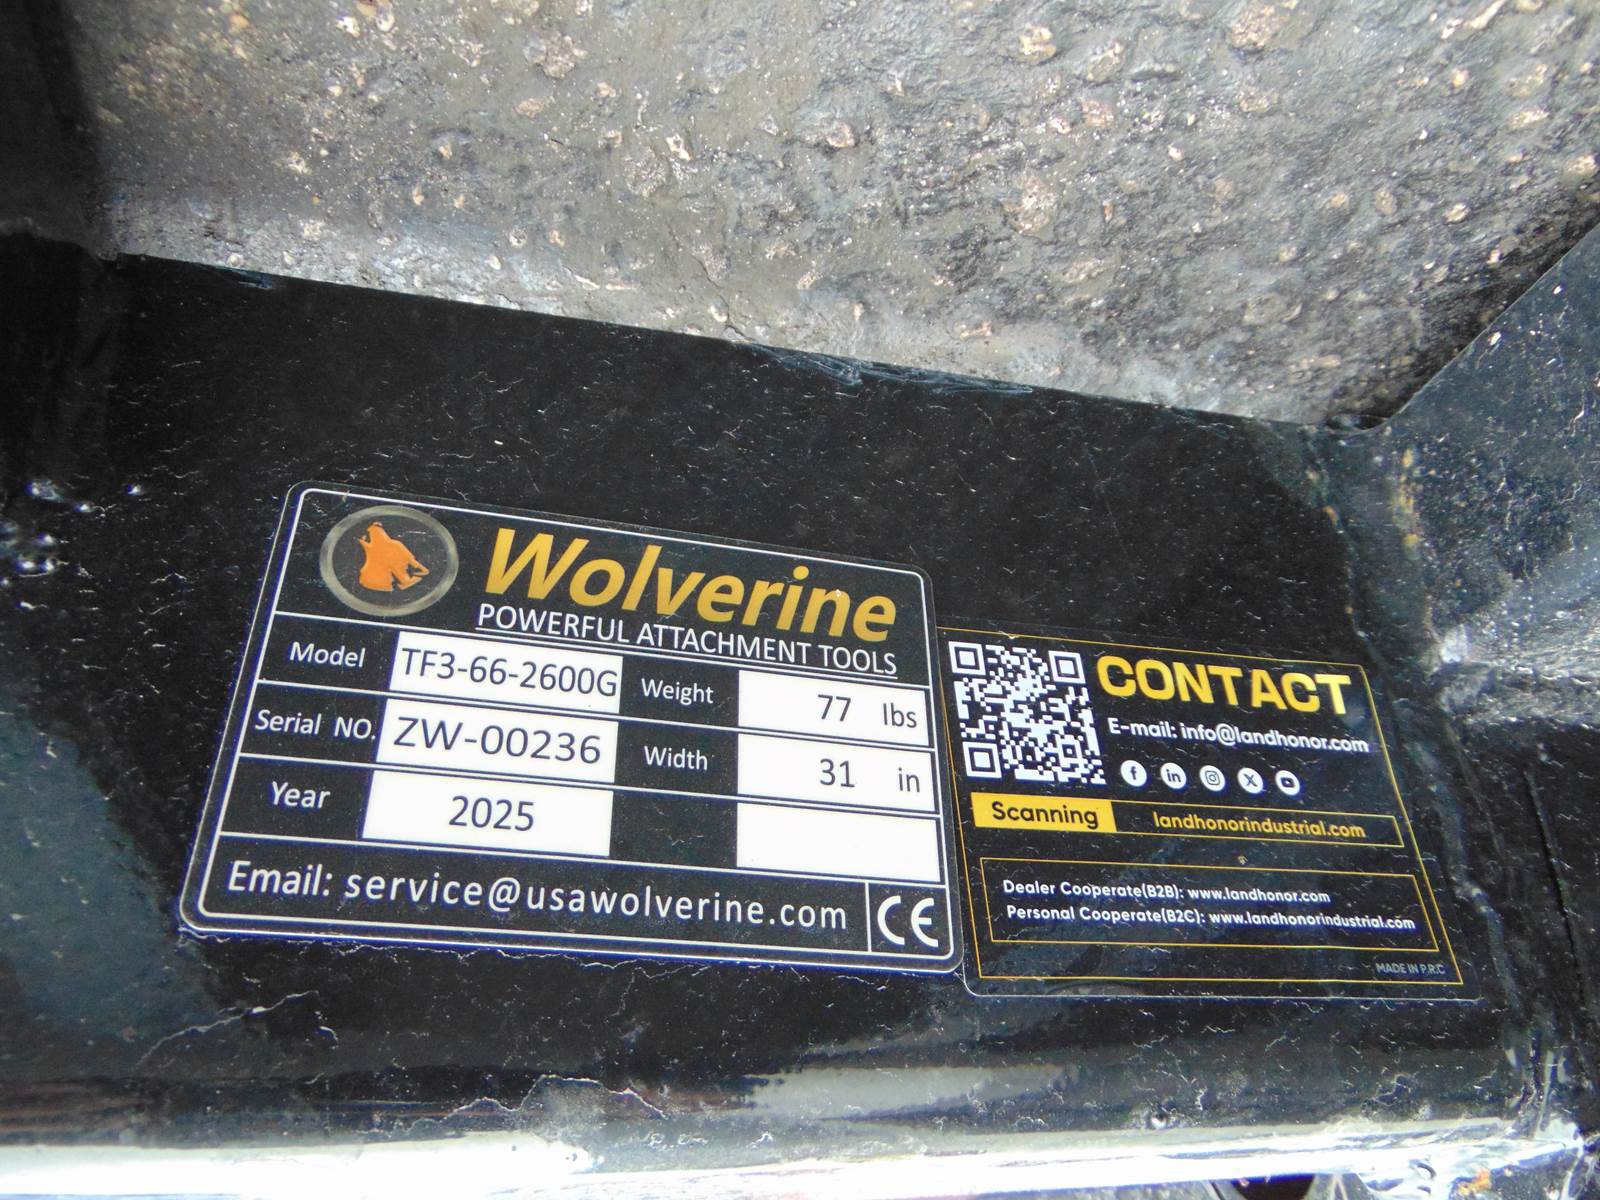 Wolverine
POWERFUL ATTACHMENT TOOLS
Model TF3-66-2600G Weight 77 lbs
Serial NO. ZW-00236 Width 31 in
Year 2025
Email: service@usawolverine.com CE
CONTACT
E-mail: info@landhonor.com
Scanning landhonorindustrial.com
Dealer Cooperate(B2B): www.landhonor.com
Personal Cooperate(B2C): www.landhonorindustrial.com
MADE IN P.R.C